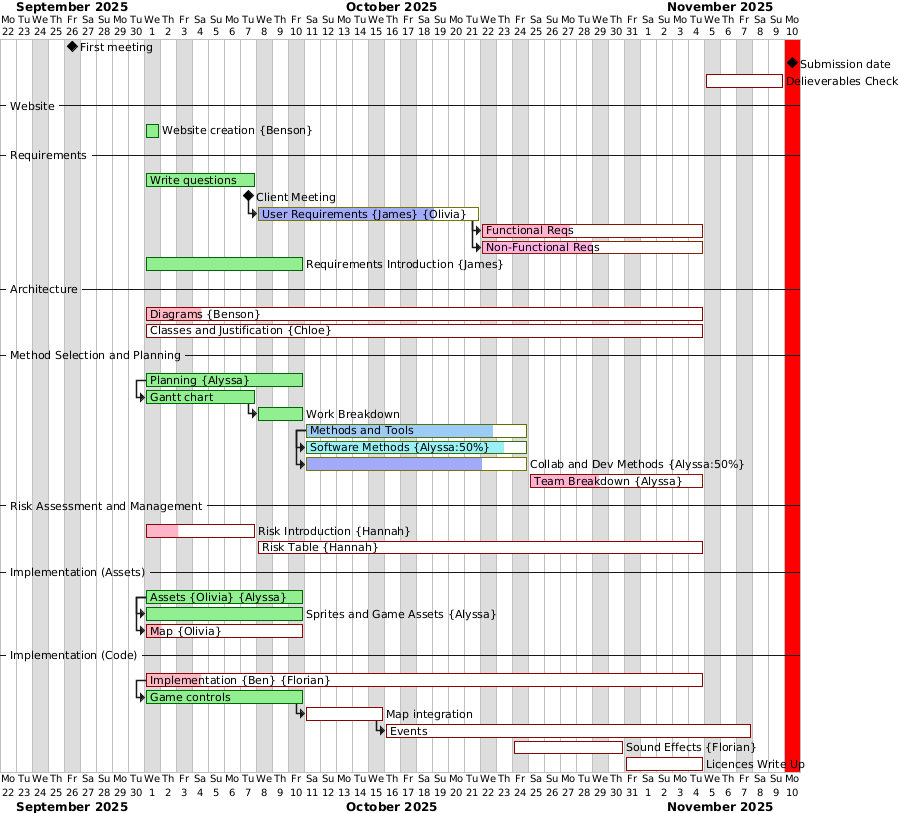 September 2025 October 2025 November 2025
Mo Tu We Th Fr Sa Su Mo Tu We Th Fr Sa Su Mo Tu We Th Fr Sa Su Mo Tu We Th Fr Sa Su Mo Tu We Th Fr Sa Su Mo Tu We Th Fr Sa Su Mo Tu We Th Fr Sa Su Mo
22 23 24 25 26 27 28 29 30 1 2 3 4 5 6 7 8 9 10 11 12 13 14 15 16 17 18 19 20 21 22 23 24 25 26 27 28 29 30 31 1 2 3 4 5 6 7 8 9 10
First meeting
Submission date
Delieverables Check
Website
Website creation {Benson}
Requirements
Write questions
Client Meeting
User Requirements {James} {Olivia}
Functional Reqs
Non-Functional Reqs
Requirements Introduction {James}
Architecture
Diagrams {Benson}
Classes and Justification {Chloe}
Method Selection and Planning
Planning {Alyssa}
Gantt chart
Work Breakdown
Methods and Tools
Software Methods {Alyssa:50%}
Collab and Dev Methods {Alyssa:50%}
Team Breakdown {Alyssa}
Risk Assessment and Management
Risk Introduction {Hannah}
Risk Table {Hannah}
Implementation (Assets)
Assets {Olivia} {Alyssa}
Sprites and Game Assets {Alyssa}
Map {Olivia}
Implementation (Code)
Implementation {Ben} {Florian}
Game controls
Map integration
Events
Sound Effects {Florian}
Licences Write Up
Mo Tu We Th Fr Sa Su Mo Tu We Th Fr Sa Su Mo Tu We Th Fr Sa Su Mo Tu We Th Fr Sa Su Mo Tu We Th Fr Sa Su Mo Tu We Th Fr Sa Su Mo Tu We Th Fr Sa Su Mo
22 23 24 25 26 27 28 29 30 1 2 3 4 5 6 7 8 9 10 11 12 13 14 15 16 17 18 19 20 21 22 23 24 25 26 27 28 29 30 31 1 2 3 4 5 6 7 8 9 10
September 2025 October 2025 November 2025